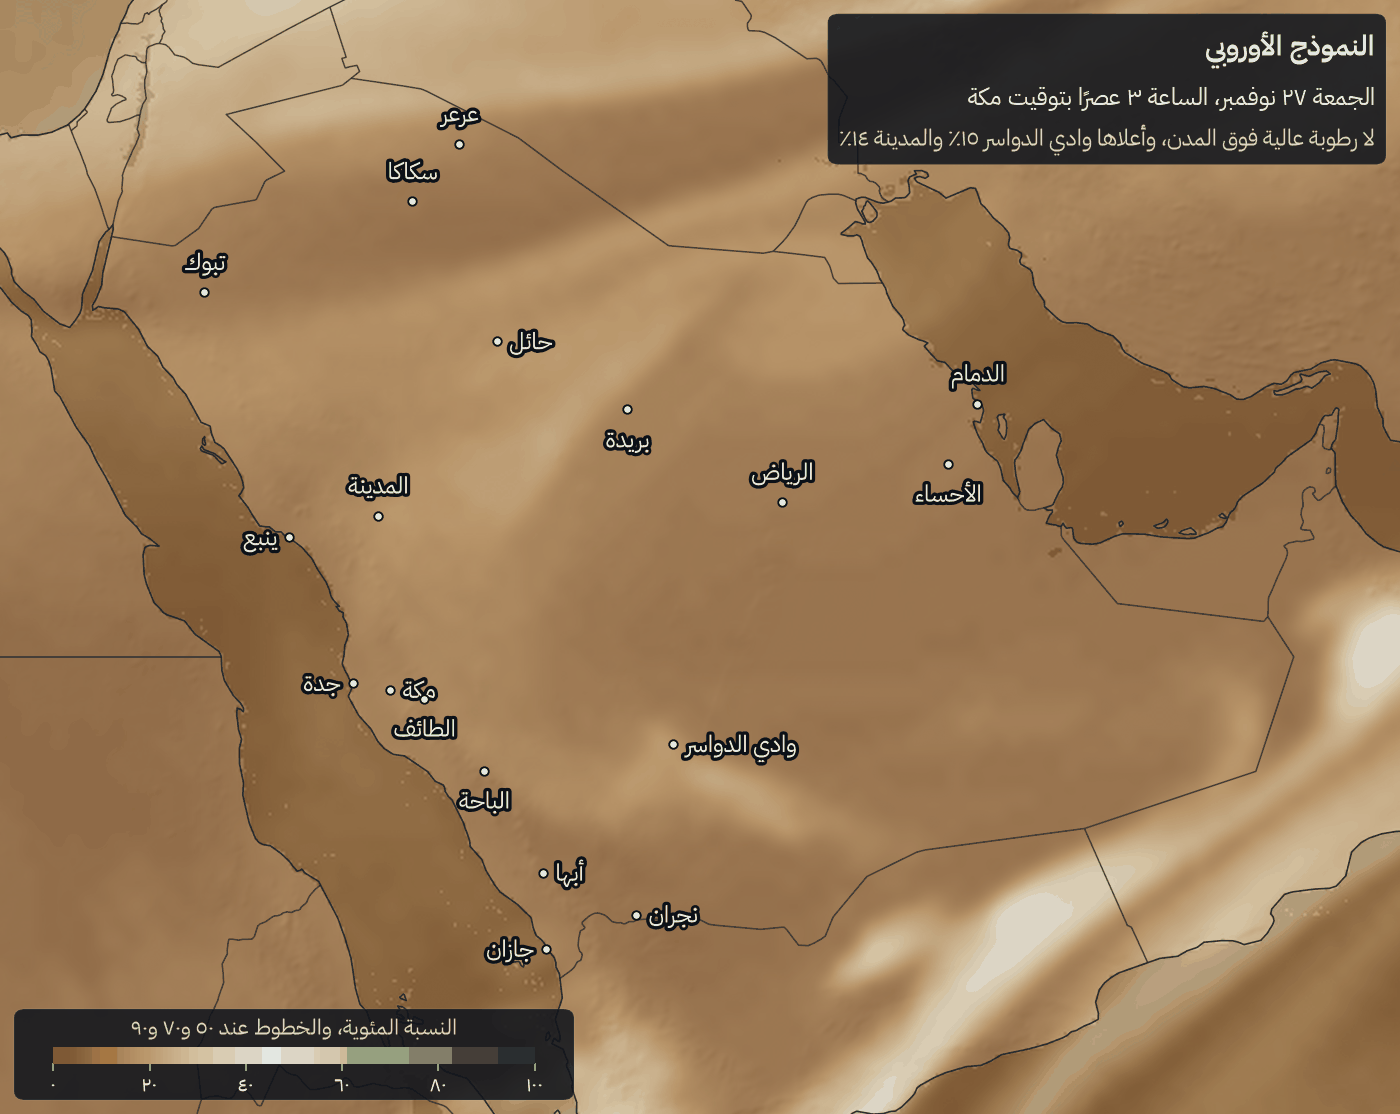 النموذج الأوروبي
الجمعة ٢٧ نوفمبر، الساعة ٣ عصرًا بتوقيت مكة
لا رطوبة عالية فوق المدن، وأعلاها وادي الدواسر ١٥٪ والمدينة ١٤٪
عرعر
سكاكا
تبوك
حائل
الدمام
بريدة
الرياض
الأحساء
المدينة
ينبع
جدة
مكة
الطائف
وادي الدواسر
الباحة
أبها
نجران
جازان
النسبة المئوية، والخطوط عند ٥٠ و٧٠ و٩٠
٠ ٢٠ ٤٠ ٦٠ ٨٠ ١٠٠